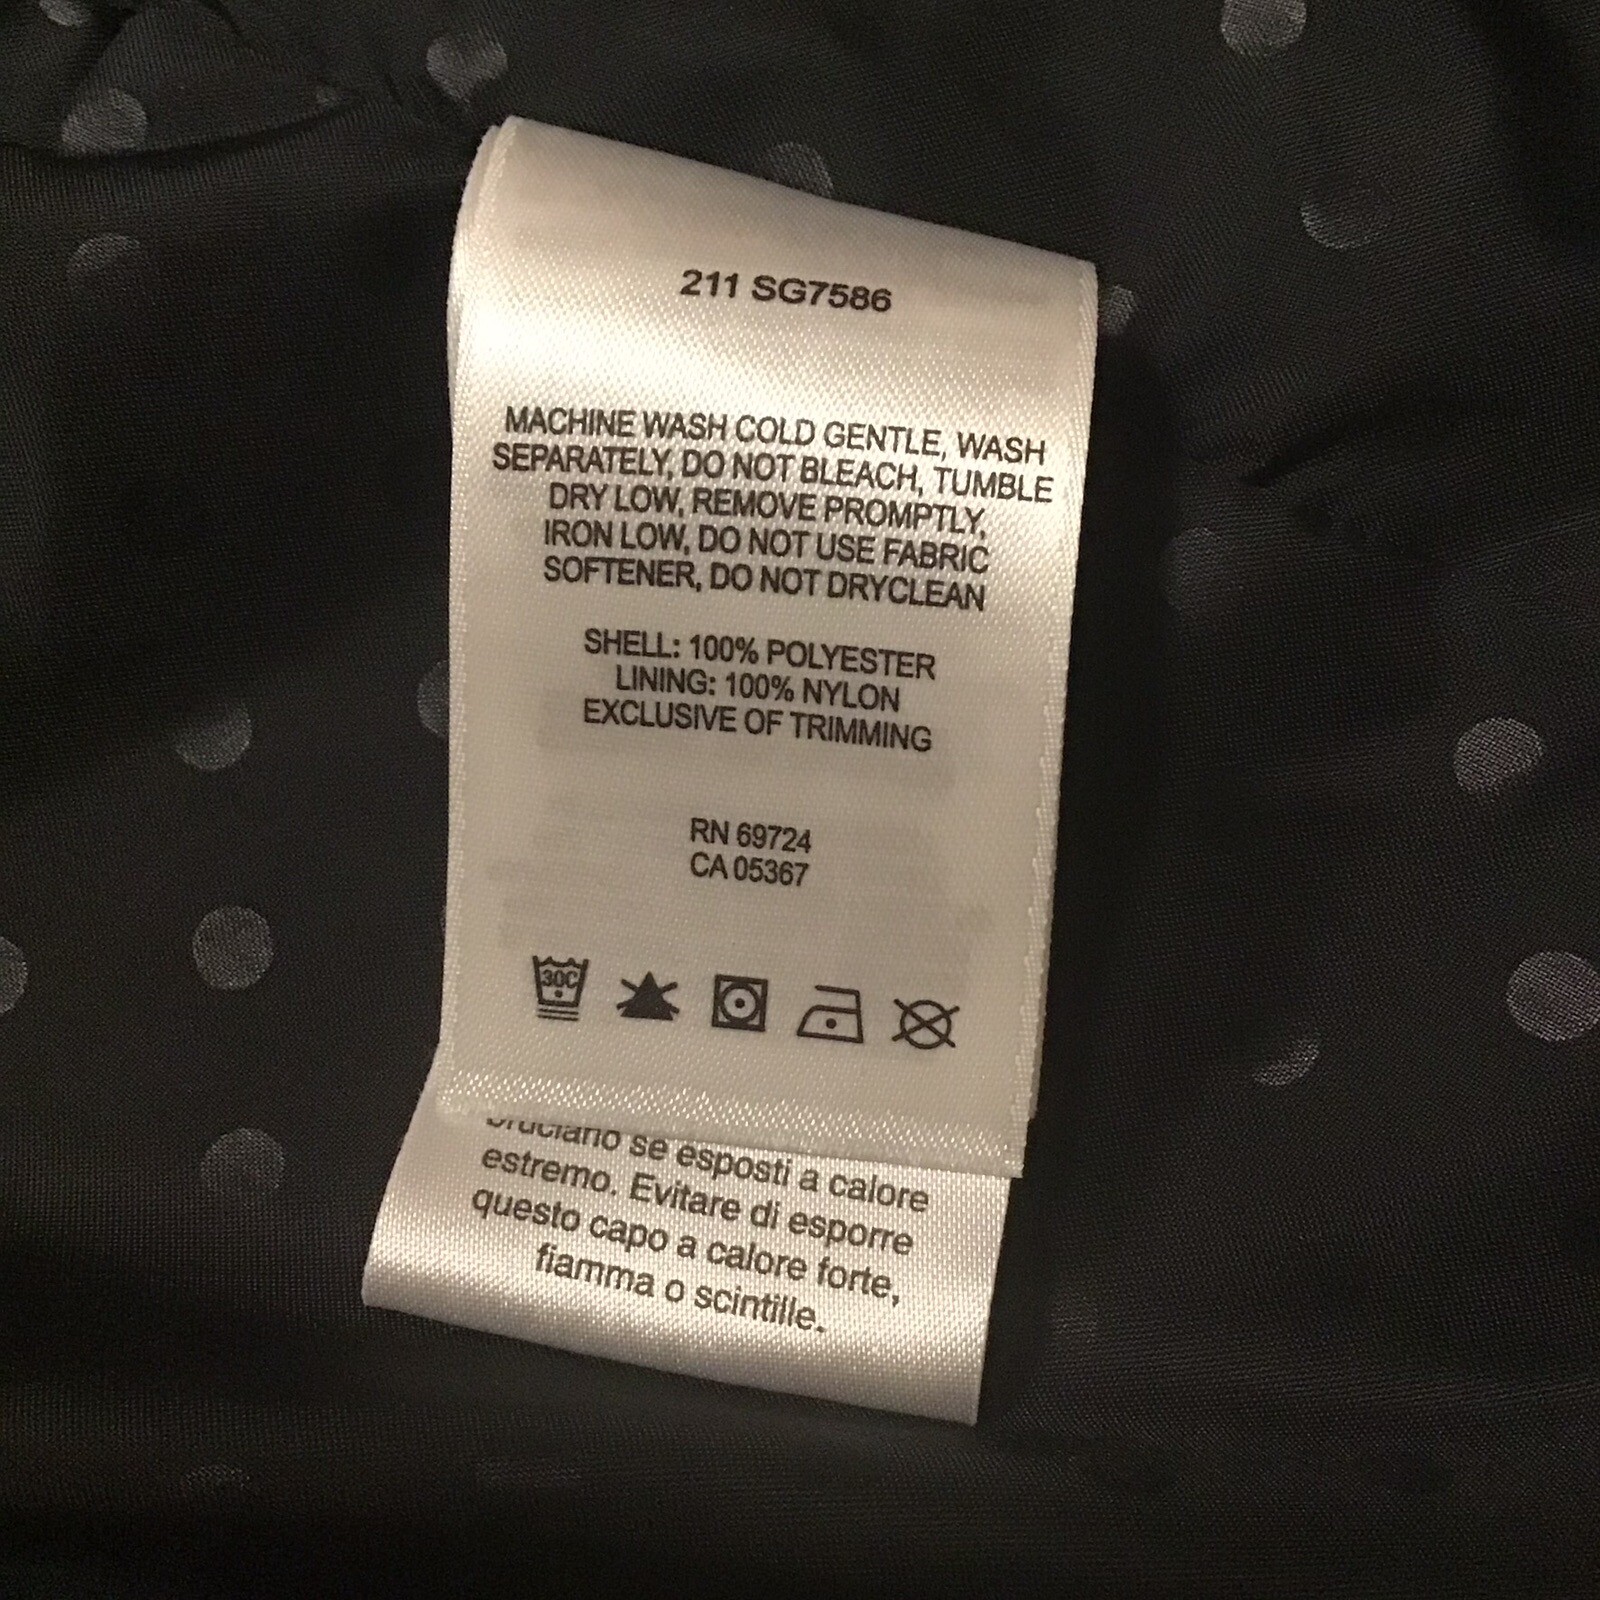 211 SG7586
MACHINE WASH COLD GENTLE, WASH
SEPARATELY, DO NOT BLEACH, TUMBLE
DRY LOW, REMOVE PROMPTLY,
IRON LOW, DO NOT USE FABRIC
SOFTENER, DO NOT DRYCLEAN
SHELL: 100% POLYESTER
LINING: 100% NYLON
EXCLUSIVE OF TRIMMING
RN 69724
CA 05367
30C
se esposti a calore
estremo. Evitare di esporre
questo capo a calore forte,
fiamma o scintille.